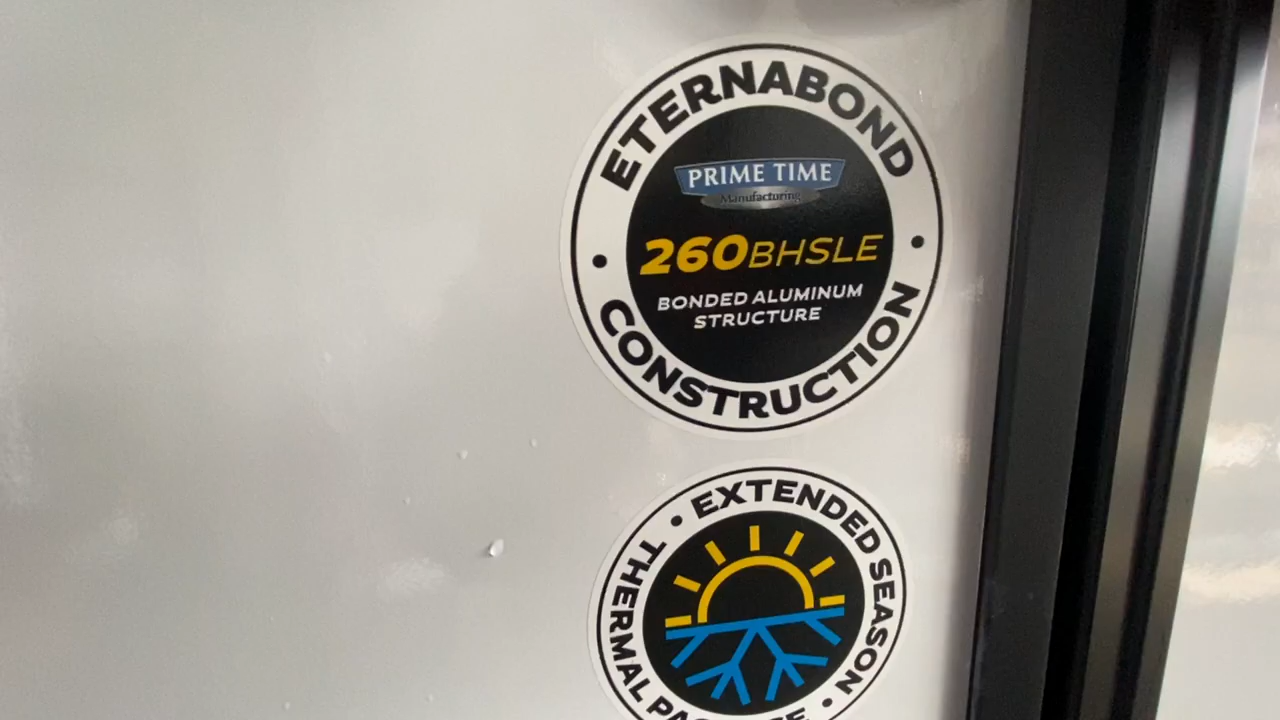 ETERNABOND
PRIME TIME
Manufacturing
260BHSLE
BONDED ALUMINUM
STRUCTURE
CONSTRUCTION
EXTENDED SEASON
THERMAL